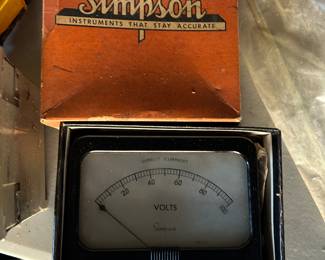 Simpson
INSTRUMENTS THAT STAY ACCURATE
DIRECT CURRENT
20 40 60 80 100
VOLTS
Simpson